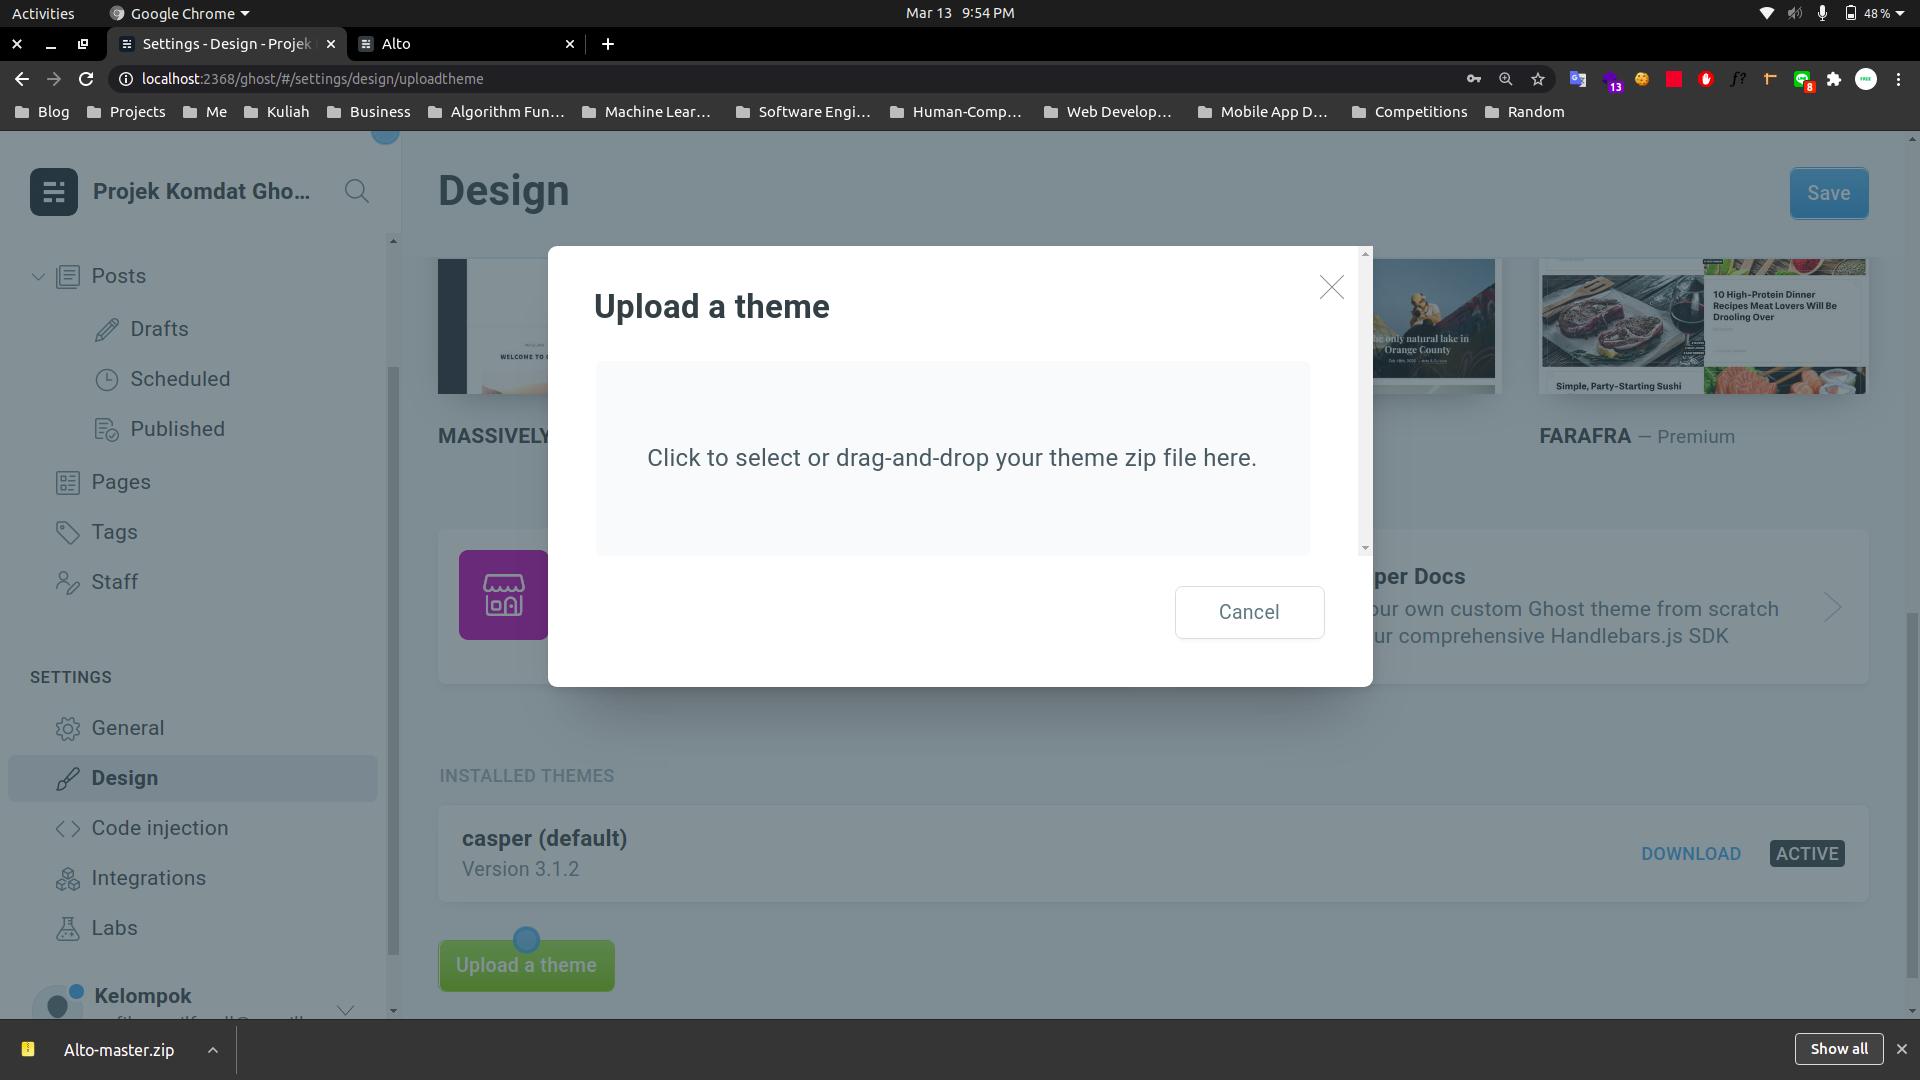 Activities
Google Chrome
Mar 13 9:54 PM
48 %
Settings - Design - Projek
Alto
localhost:2368/ghost/#/settings/design/uploadtheme
13
8
FREE
Blog
Projects
Me
Kuliah
Business
Algorithm Fun...
Machine Lear...
Software Engi...
Human-Comp...
Web Develop...
Mobile App D...
Competitions
Random
Projek Komdat Gho...
Posts
Drafts
Scheduled
Published
Pages
Tags
Staff
SETTINGS
General
Design
Code injection
Integrations
Labs
Kelompok
Design
Save
WELCOME TO
only natural lake in
Orange County
10 High-Protein Dinner
Recipes Meat Lovers Will Be
Drooling Over
Simple, Party-Starting Sushi
MASSIVELY
FARAFRA — Premium
Upload a theme
Click to select or drag-and-drop your theme zip file here.
Cancel
per Docs
our own custom Ghost theme from scratch
ur comprehensive Handlebars.js SDK
INSTALLED THEMES
casper (default)
Version 3.1.2
DOWNLOAD
ACTIVE
Upload a theme
Alto-master.zip
Show all